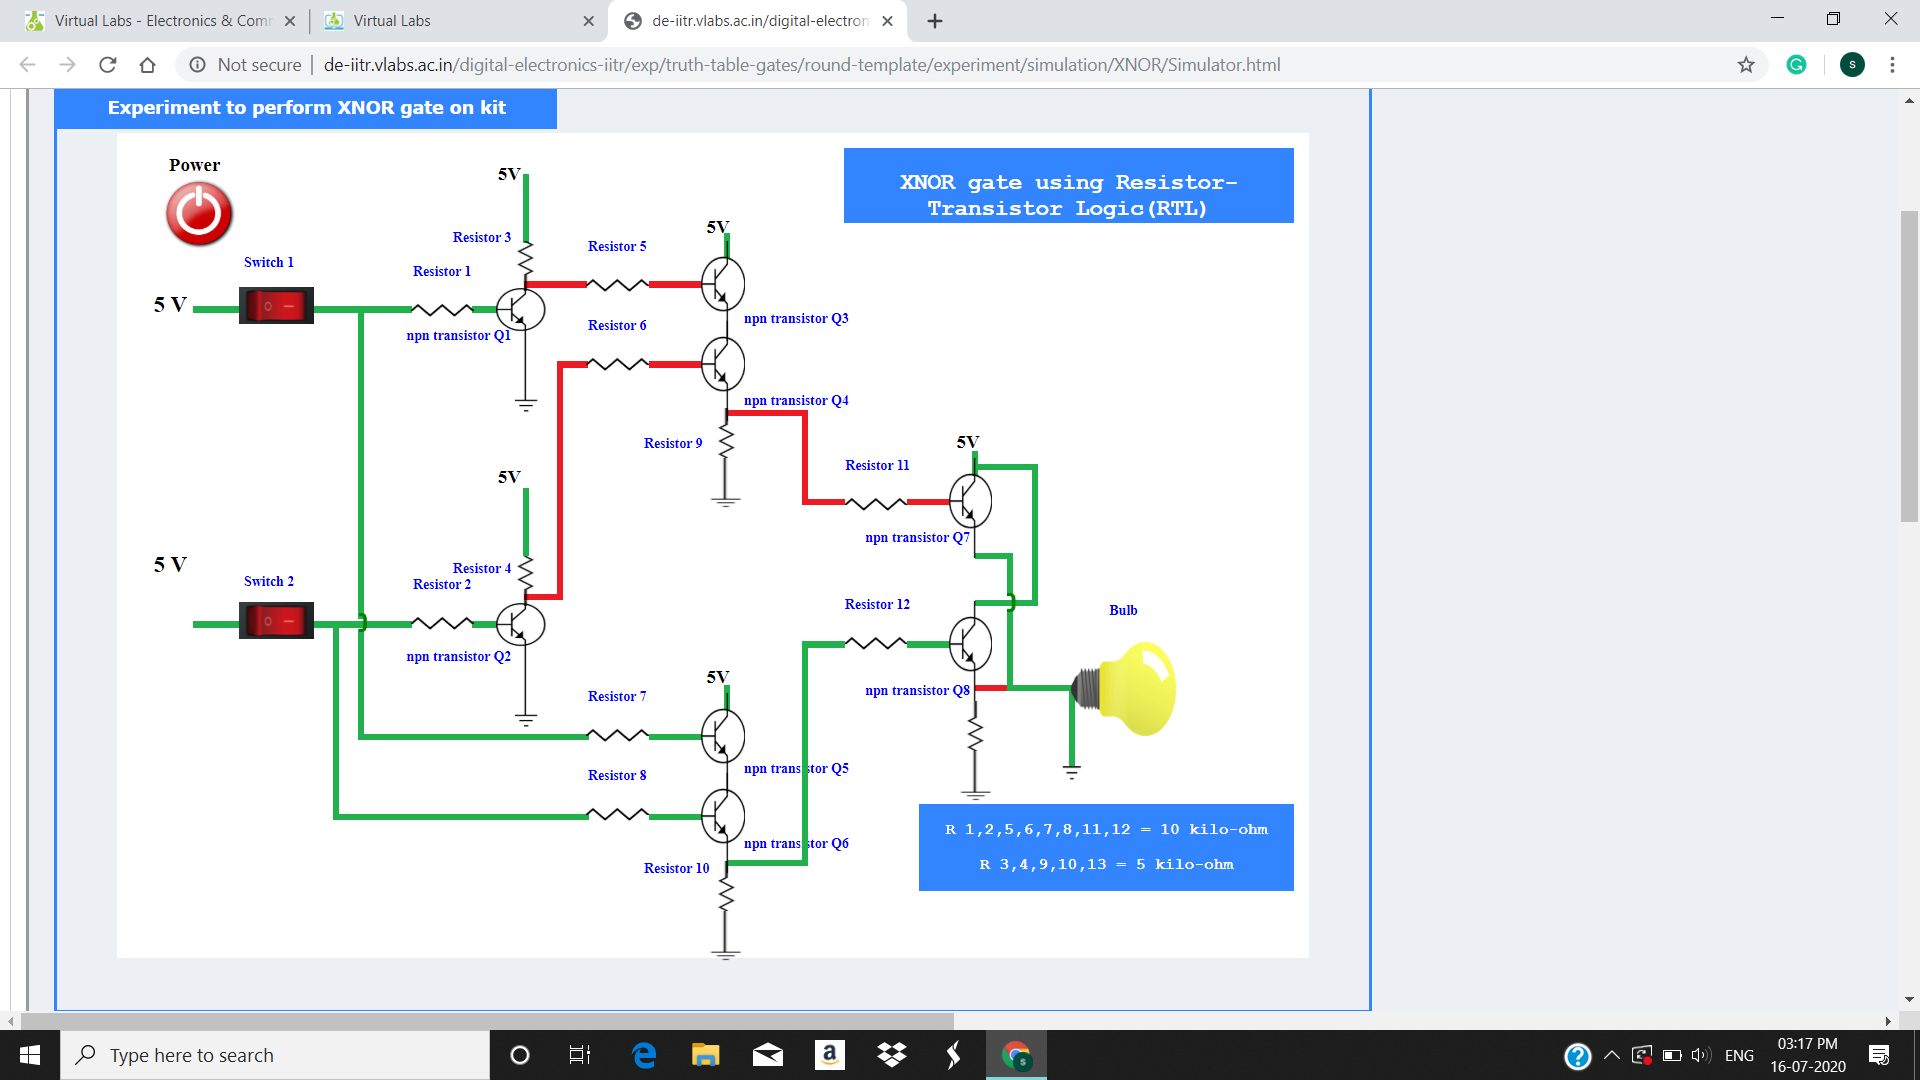 Virtual Labs - Electronics & Comm
Virtual Labs
de-iitr.vlabs.ac.in/digital-electron
Not secure
de-iitr.vlabs.ac.in/digital-electronics-iitr/exp/truth-table-gates/round-template/experiment/simulation/XNOR/Simulator.html
S
Experiment to perform XNOR gate on kit
Power
5V
XNOR gate using Resistor-
Transistor Logic(RTL)
5V
Resistor 3
Resistor 5
Switch 1
Resistor 1
5 V
npn transistor Q3
Resistor 6
npn transistor Q1
npn transistor Q4
Resistor 9
5V
Resistor 11
5V
npn transistor Q7
5 V
Resistor 4
Switch 2
Resistor 2
Resistor 12
Bulb
npn transistor Q2
5V
Resistor 7
npn transistor Q8
npn transistor Q5
Resistor 8
R 1,2,5,6,7,8,11,12 = 10 kilo-ohm
npn transistor Q6
Resistor 10
R 3,4,9,10,13 = 5 kilo-ohm
Type here to search
ENG
03:17 PM
16-07-2020